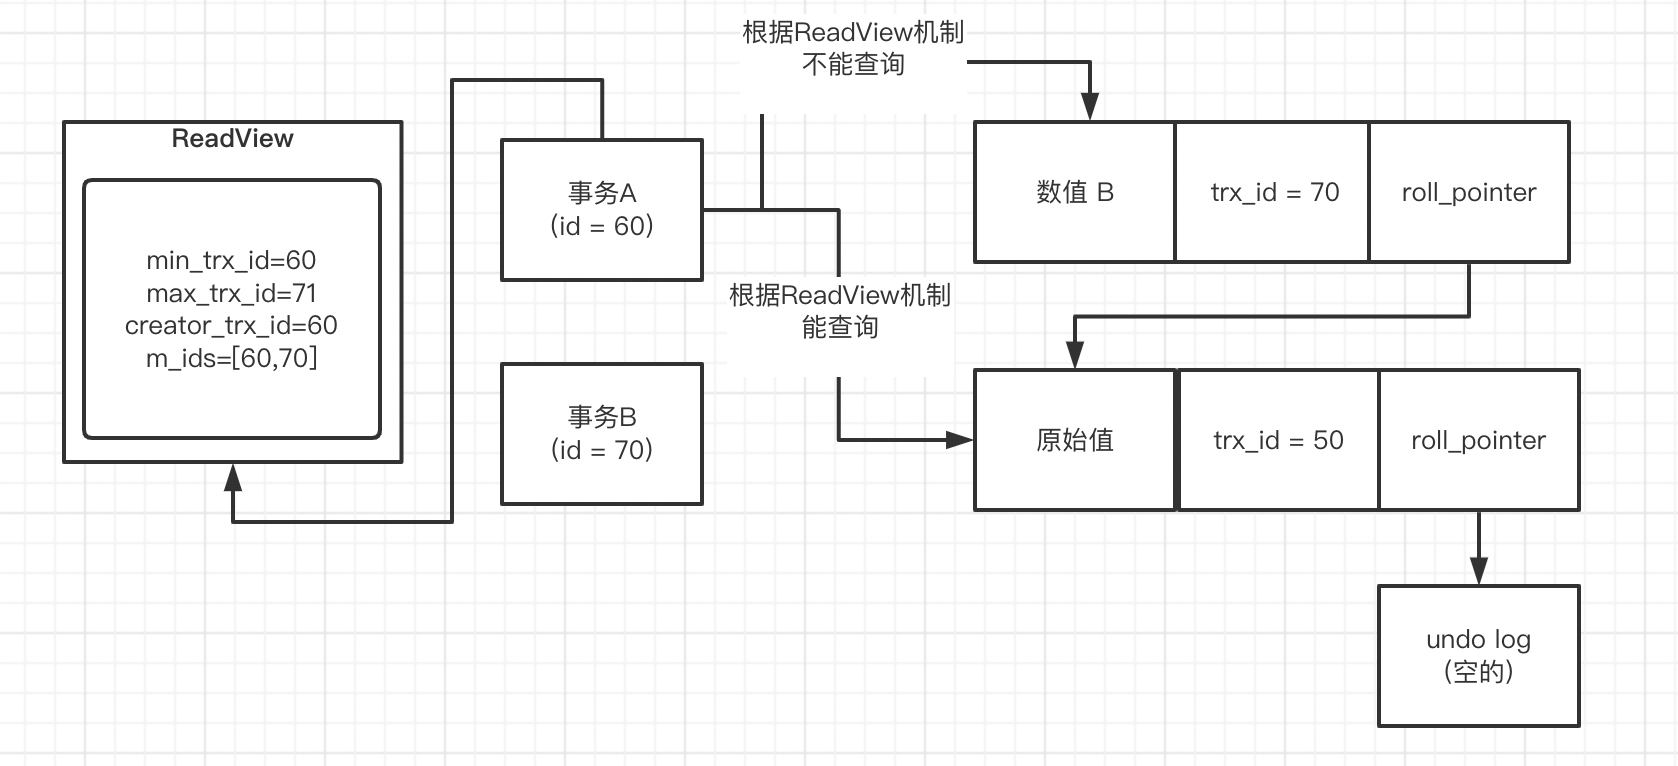 根据ReadView机制
不能查询
ReadView
min_trx_id=60
max_trx_id=71
creator_trx_id=60
m_ids=[60,70]
事务A
(id = 60)
数值 B
trx_id = 70
roll_pointer
根据ReadView机制
能查询
事务B
(id = 70)
原始值
trx_id = 50
roll_pointer
undo log
(空的)